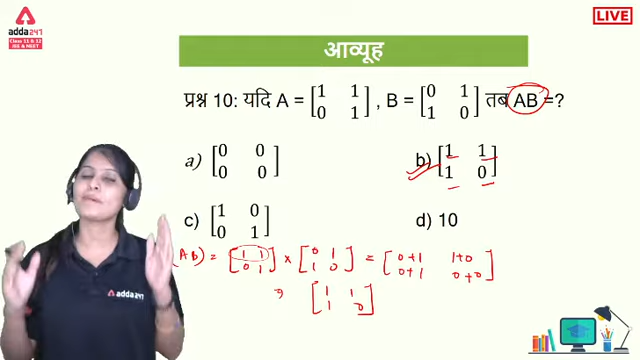 adda247
Class 11 & 12
JEE & NEET
LIVE
आव्यूह
प्रश्न 10: यदि A = [1 1 , B = [0 1 तब AB =?
0 1] 1 0]
a) [0 0 b) [1 1
0 0] 1 0]
c) [1 0 d) 10
0 1]
(AB) = [1 1 × [0 1 = [0+1 1+0
0 1] 1 0] 0+1 0+0]
⇒ [1 1
1 0]
adda247